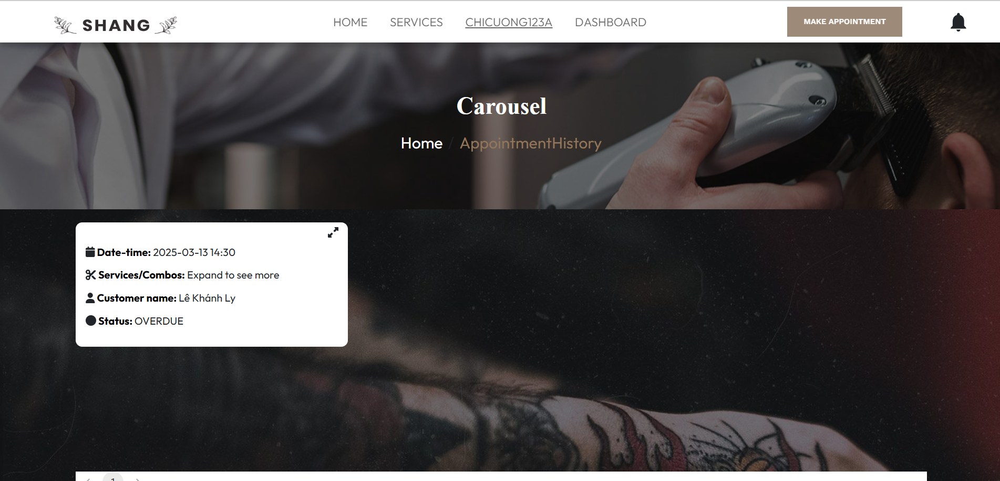 SHANG
HOME SERVICES CHICUONG123A DASHBOARD
MAKE APPOINTMENT
Carousel
Home / AppointmentHistory
Date-time: 2025-03-13 14:30
Services/Combos: Expand to see more
Customer name: Lê Khánh Ly
Status: OVERDUE
1